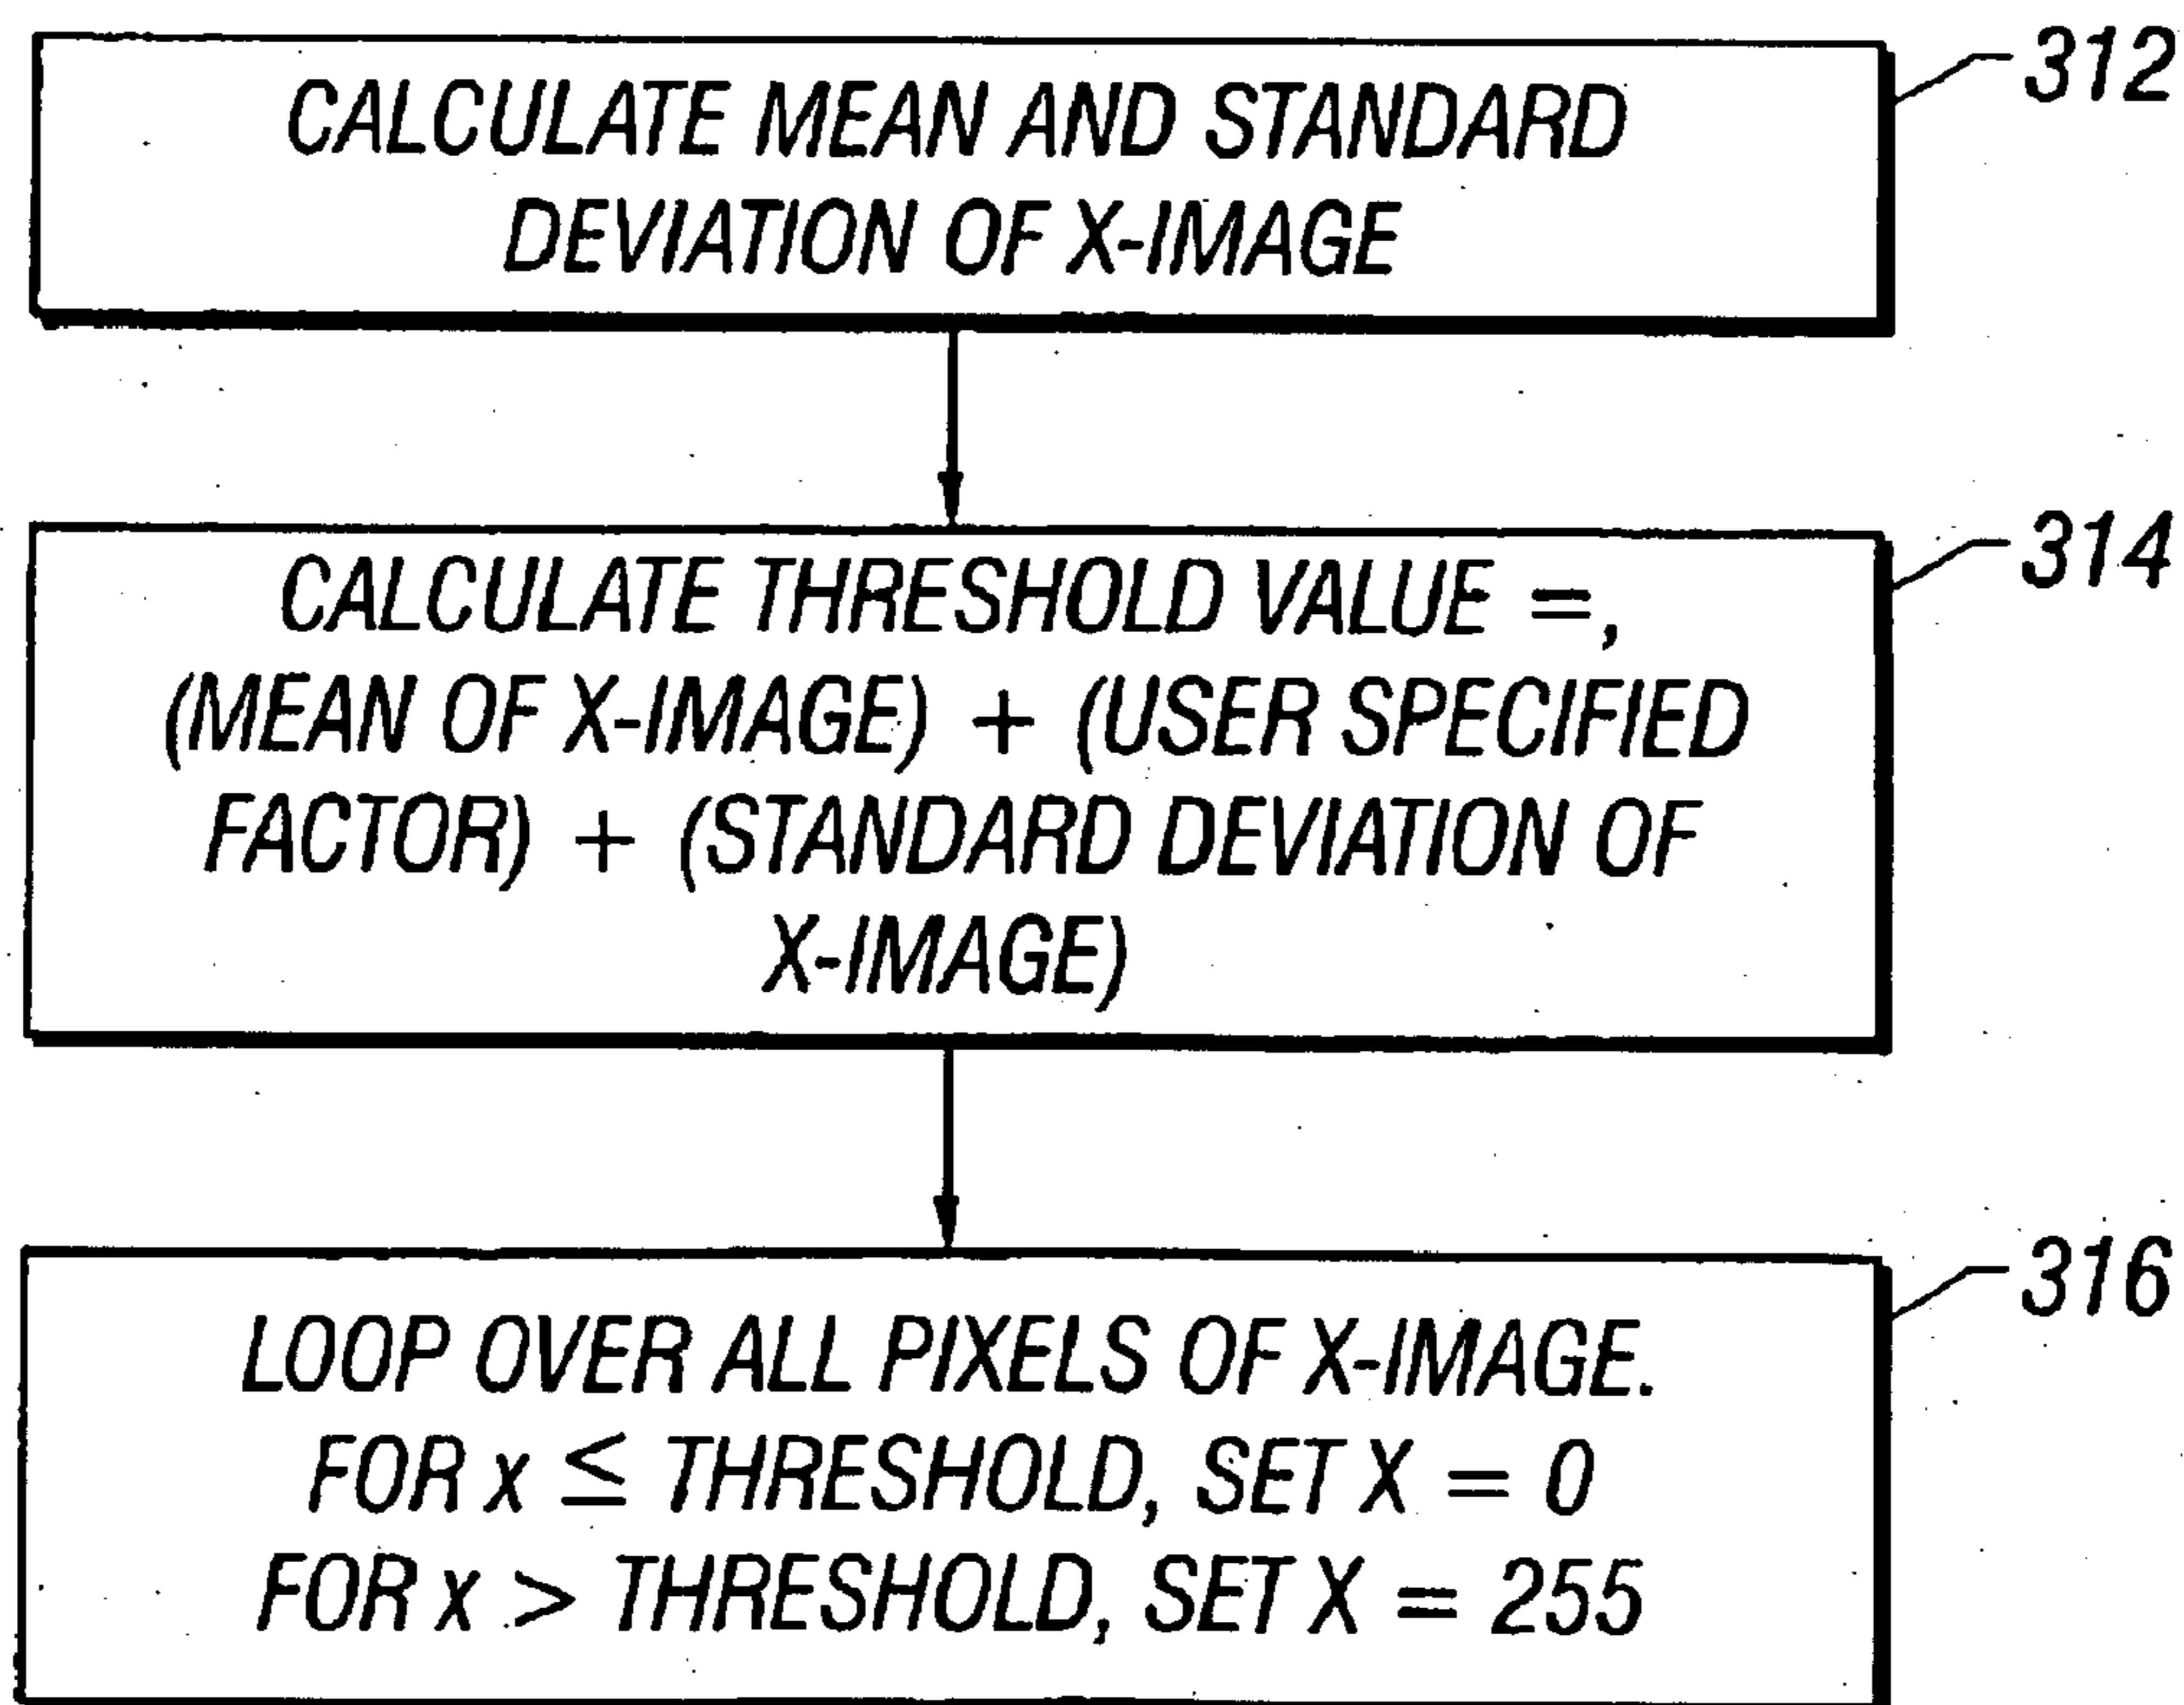 CALCULATE MEAN AND STANDARD
DEVIATION OF X-IMAGE
312
CALCULATE THRESHOLD VALUE =,
(MEAN OF X-IMAGE) + (USER SPECIFIED
FACTOR) + (STANDARD DEVIATION OF
X-IMAGE)
314
LOOP OVER ALL PIXELS OF X-IMAGE.
FOR x ≤ THRESHOLD, SET X = 0
FOR x > THRESHOLD, SET X = 255
316